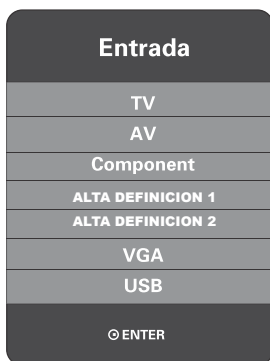 Entrada
TV
AV
Component
ALTA DEFINICION 1
ALTA DEFINICION 2
VGA
USB
ENTER